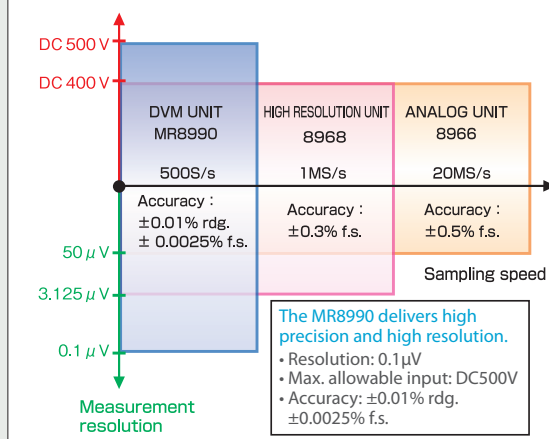 DC 500 V
DC 400 V
DVM UNIT
MR8990
HIGH RESOLUTION UNIT
8968
ANALOG UNIT
8966
500S/s
1MS/s
20MS/s
Accuracy :
±0.01% rdg.
± 0.0025% f.s.
Accuracy :
±0.3% f.s.
Accuracy :
±0.5% f.s.
50 μV
Sampling speed
3.125 μV
0.1 μV
The MR8990 delivers high
precision and high resolution.
• Resolution: 0.1µV
• Max. allowable input: DC500V
• Accuracy: ±0.01% rdg.
±0.0025% f.s.
Measurement
resolution